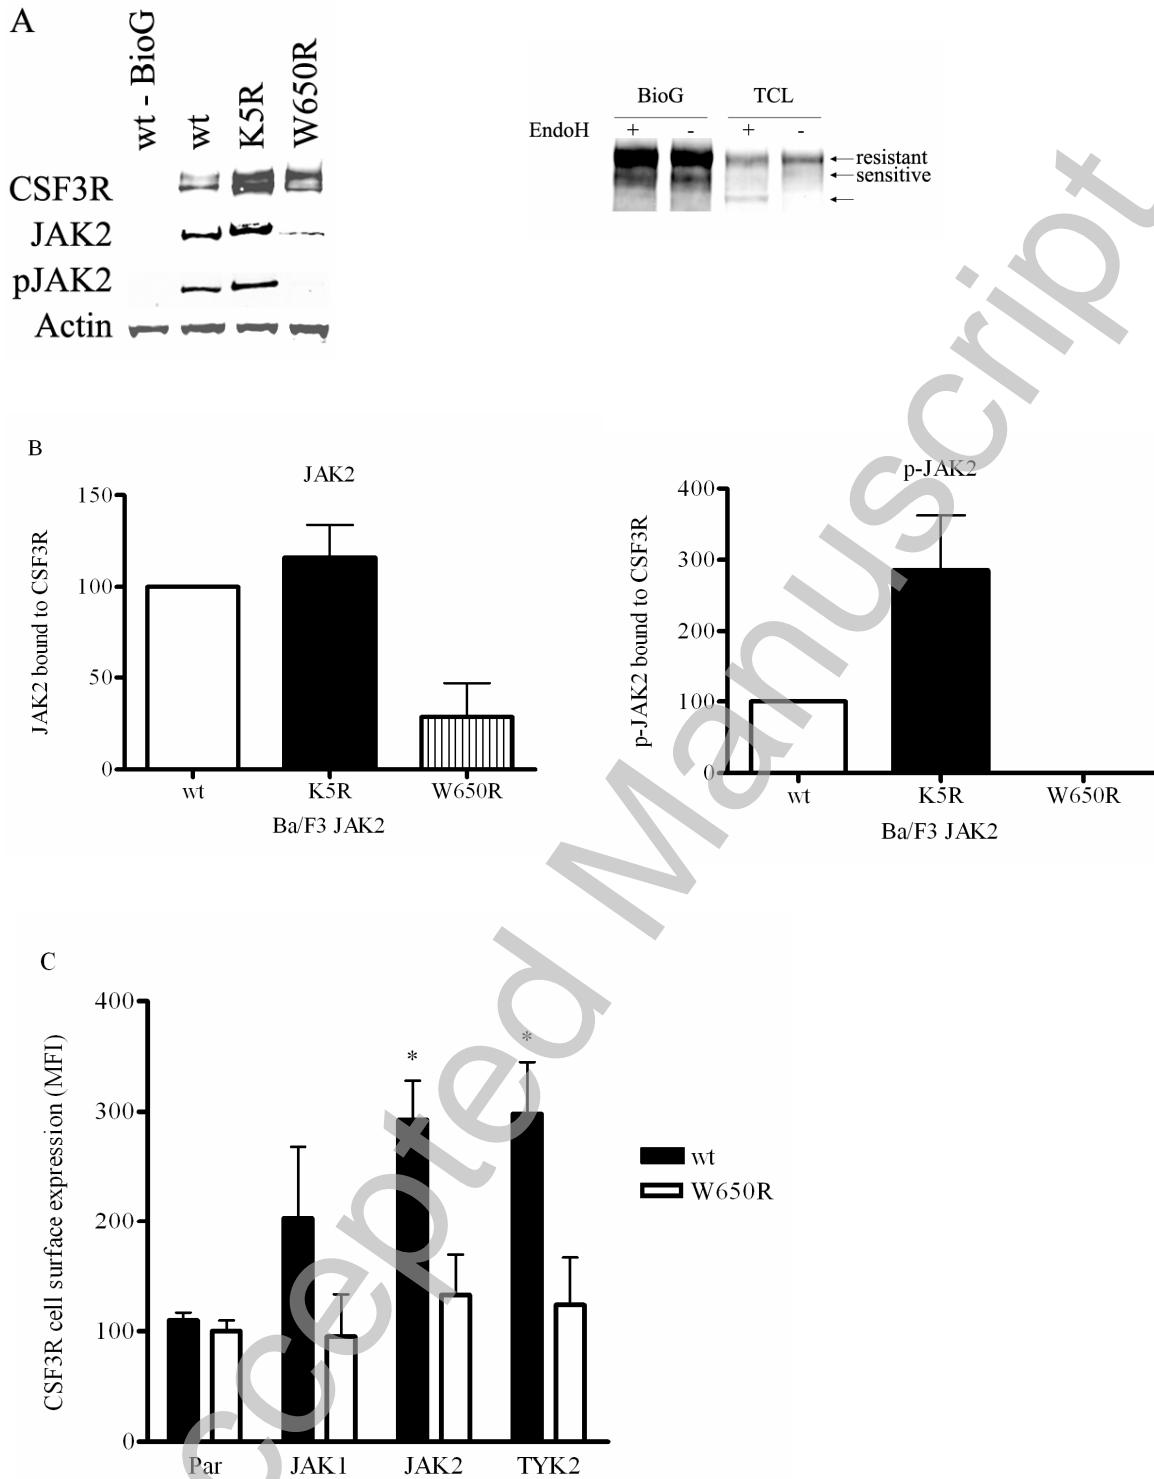 A
wt - BioG
wt
K5R
W650R
CSF3R
JAK2
pJAK2
Actin
BioG TCL
EndoH + - + -
resistant
sensitive
B
JAK2
150
100
50
0
JAK2 bound to CSF3R
wt K5R W650R
Ba/F3 JAK2
p-JAK2
400
300
200
100
0
p-JAK2 bound to CSF3R
wt K5R W650R
Ba/F3 JAK2
C
400
300
200
100
0
CSF3R cell surface expression (MFI)
* *
wt
W650R
Par JAK1 JAK2 TYK2
ccepted Manuscript